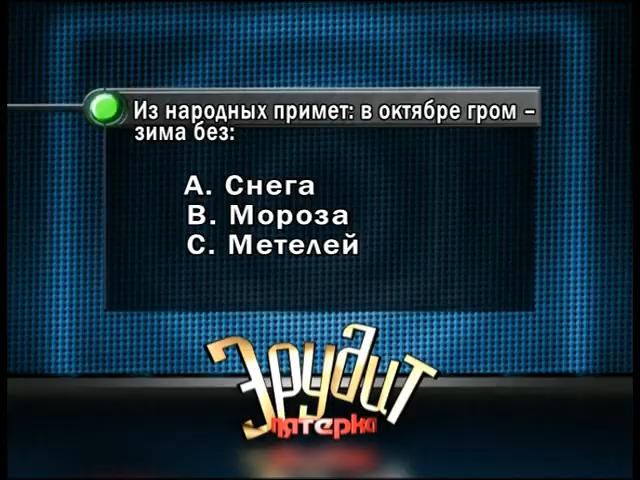 Из народных примет: в октябре гром –
зима без:
А. Снега
В. Мороза
С. Метелей
Эрудит
пятерка